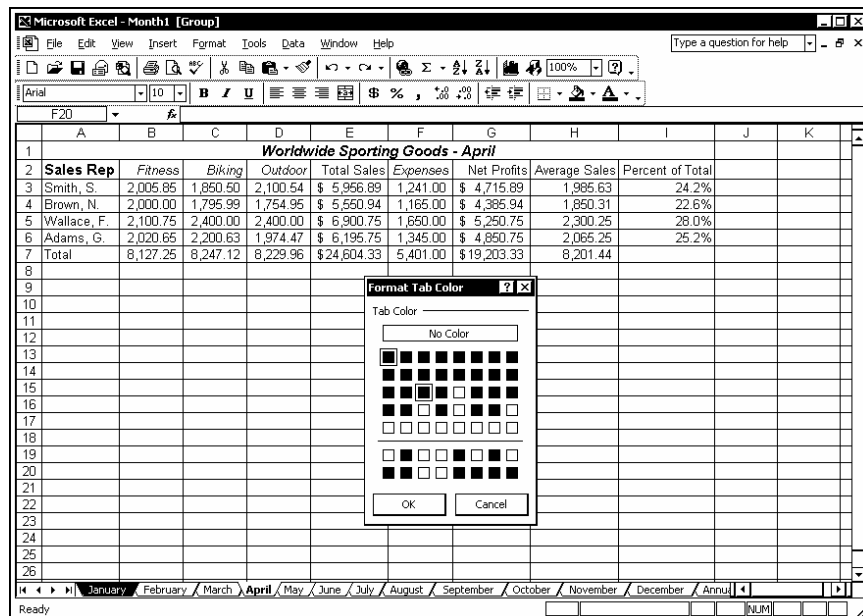 Microsoft Excel - Month1 [Group]
File Edit View Insert Format Tools Data Window Help Type a question for help
100%
Arial 10 B I U $ % ,
F20 fx
A B C D E F G H I J K
1 Worldwide Sporting Goods - April
2 Sales Rep Fitness Biking Outdoor Total Sales Expenses Net Profits Average Sales Percent of Total
3 Smith, S. 2,005.85 1,850.50 2,100.54 $ 5,956.89 1,241.00 $ 4,715.89 1,985.63 24.2%
4 Brown, N. 2,000.00 1,795.99 1,754.95 $ 5,550.94 1,165.00 $ 4,385.94 1,850.31 22.6%
5 Wallace, F. 2,100.75 2,400.00 2,400.00 $ 6,900.75 1,650.00 $ 5,250.75 2,300.25 28.0%
6 Adams, G. 2,020.65 2,200.63 1,974.47 $ 6,195.75 1,345.00 $ 4,850.75 2,065.25 25.2%
7 Total 8,127.25 8,247.12 8,229.96 $24,604.33 5,401.00 $19,203.33 8,201.44
8
9 Format Tab Color
10 Tab Color
11
12 No Color
13
14
15
16
17
18
19
20
21
22 OK Cancel
23
24
25
26
January February March April May June July August September October November December Annu
Ready NUM